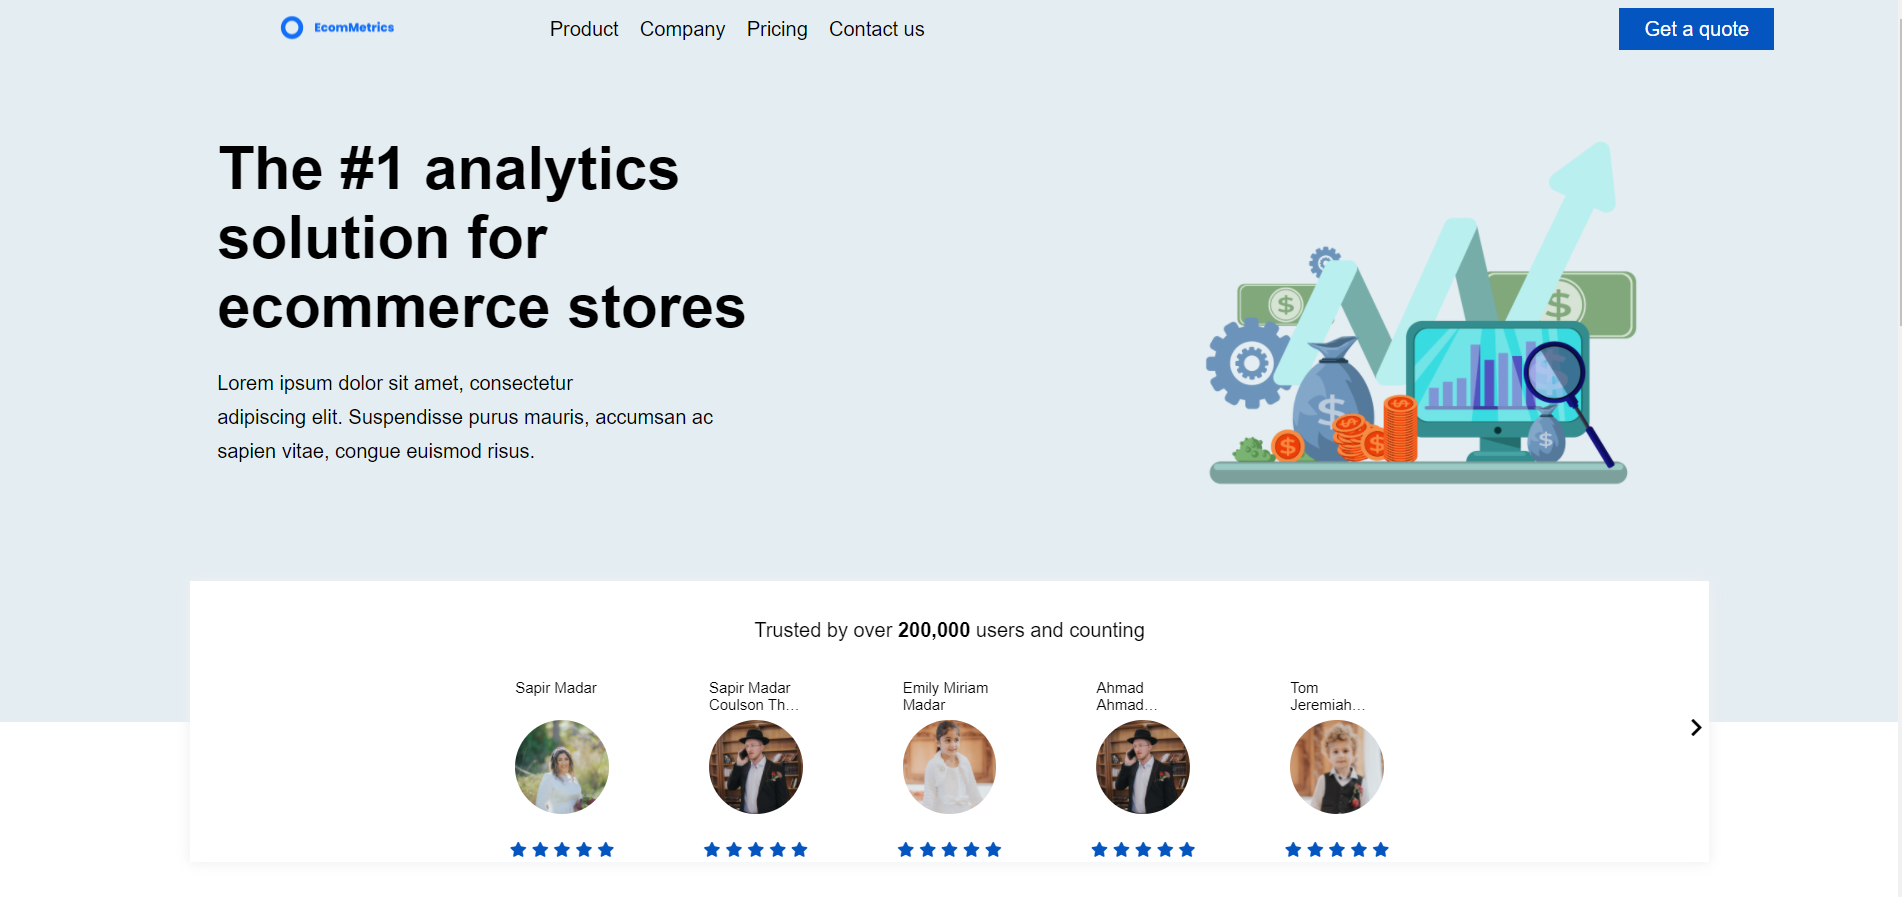 EcomMetrics
Product Company Pricing Contact us
Get a quote
The #1 analytics
solution for
ecommerce stores
Lorem ipsum dolor sit amet, consectetur
adipiscing elit. Suspendisse purus mauris, accumsan ac
sapien vitae, congue euismod risus.
Trusted by over 200,000 users and counting
Sapir Madar
Sapir Madar
Coulson Th...
Emily Miriam
Madar
Ahmad
Ahmad...
Tom
Jeremiah...